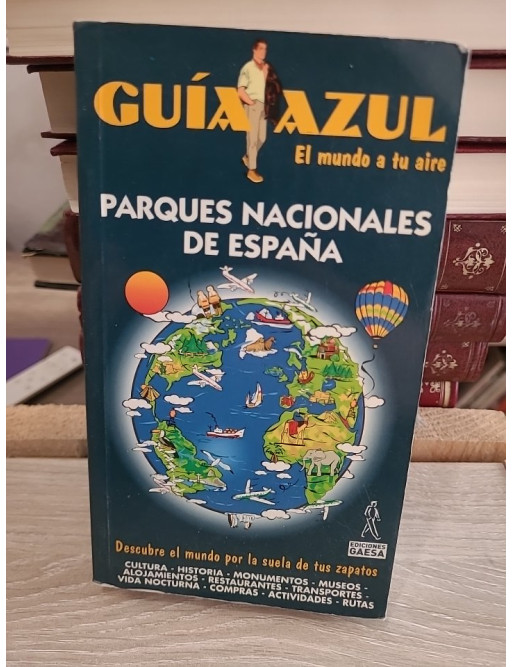 GUÍA AZUL
El mundo a tu aire
PARQUES NACIONALES
DE ESPAÑA
EDICIONES
GAESA
Descubre el mundo por la suela de tus zapatos
CULTURA - HISTORIA - MONUMENTOS - MUSEOS -
ALOJAMIENTOS - RESTAURANTES - TRANSPORTES -
VIDA NOCTURNA - COMPRAS - ACTIVIDADES - RUTAS